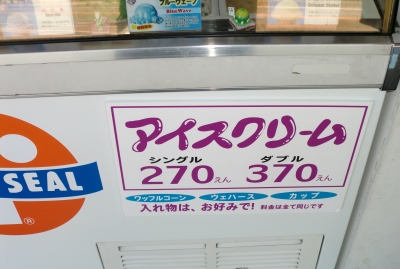 ブルーウェーブ
Blue Wave
アイスクリーム
シングル ダブル
270えん 370えん
ワッフルコーン ウェハース カップ
入れ物は、お好みで! 料金は全て同じです
SEAL
®